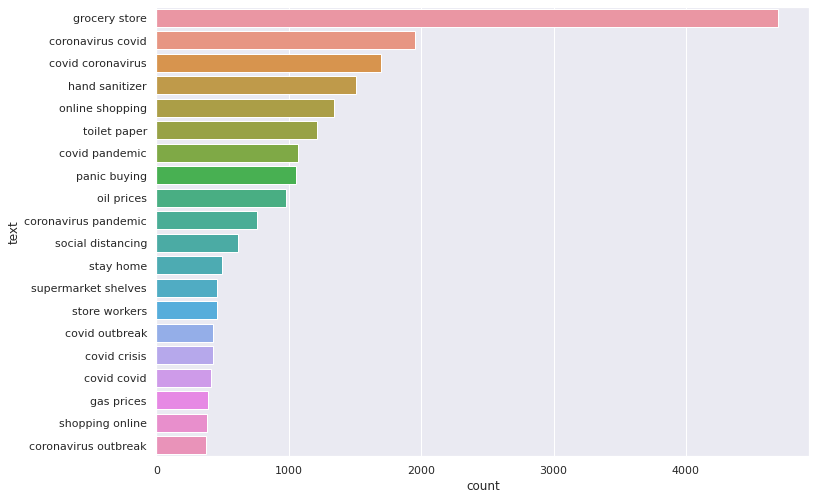 grocery store
coronavirus covid
covid coronavirus
hand sanitizer
online shopping
toilet paper
covid pandemic
panic buying
oil prices
coronavirus pandemic
social distancing
stay home
supermarket shelves
store workers
covid outbreak
covid crisis
covid covid
gas prices
shopping online
coronavirus outbreak
text
0 1000 2000 3000 4000
count